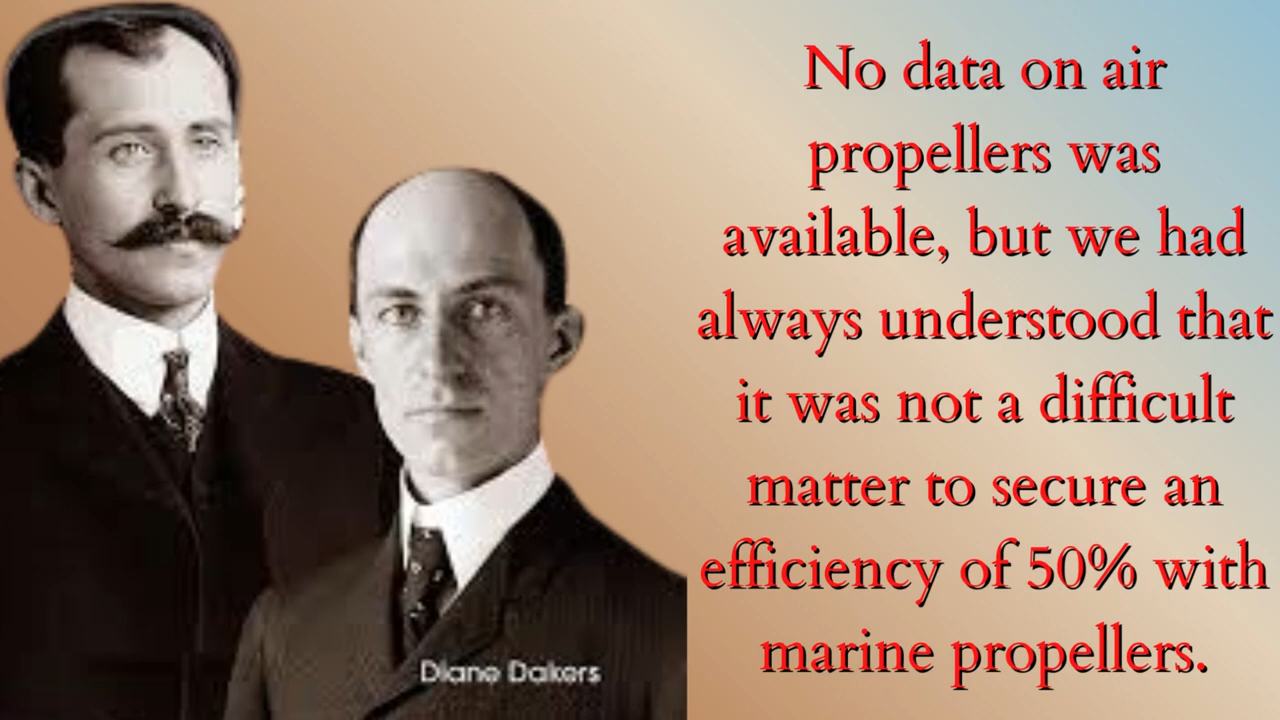 No data on air
propellers was
available, but we had
always understood that
it was not a difficult
matter to secure an
efficiency of 50% with
marine propellers.
Diane Dakers